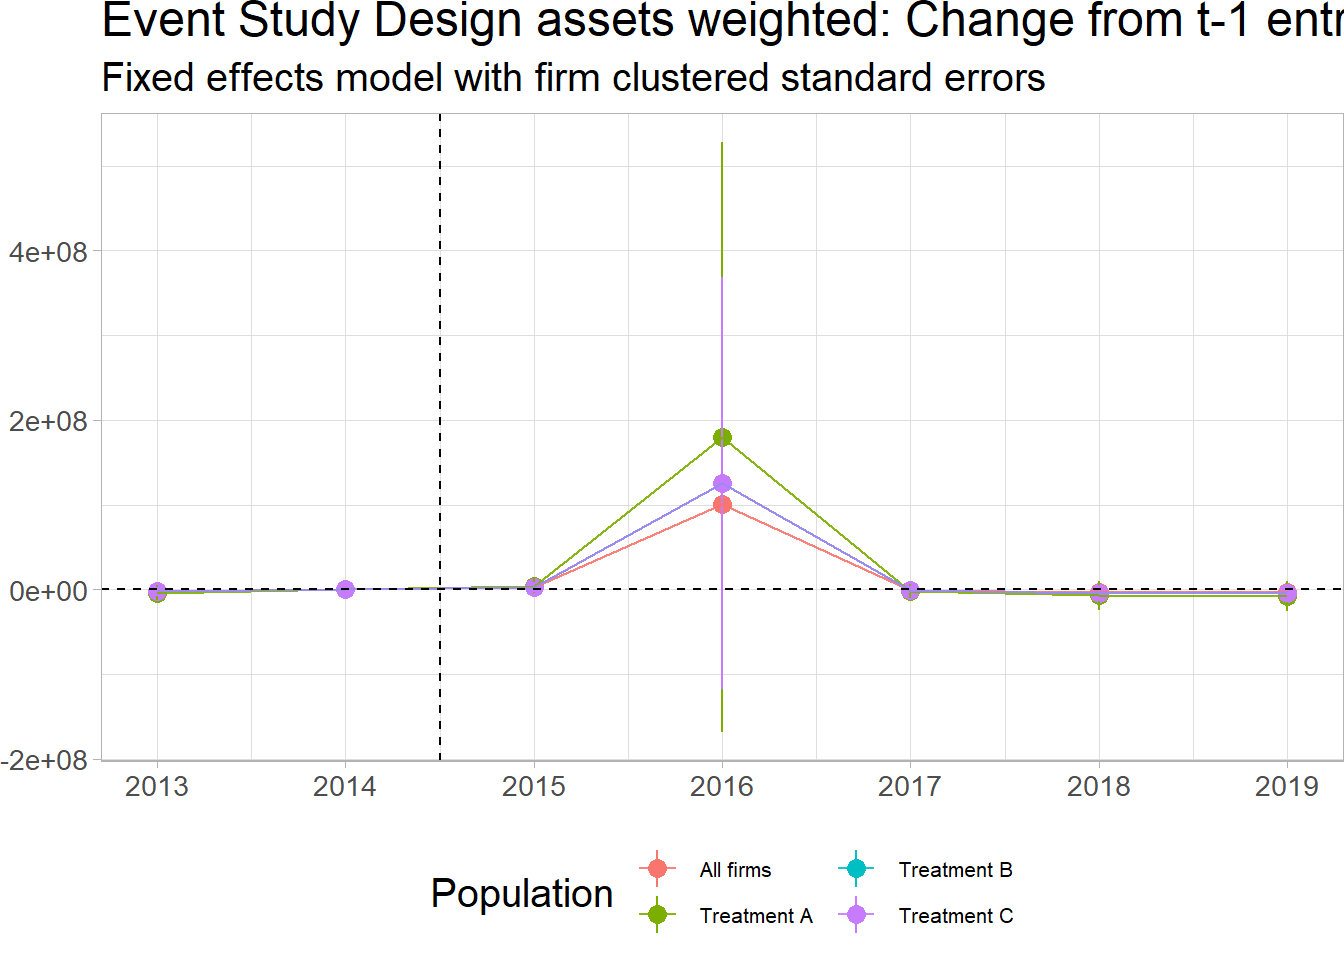 Event Study Design assets weighted: Change from t-1 entr
Fixed effects model with firm clustered standard errors
4e+08
2e+08
0e+00
-2e+08
2013 2014 2015 2016 2017 2018 2019
Population
All firms
Treatment B
Treatment A
Treatment C